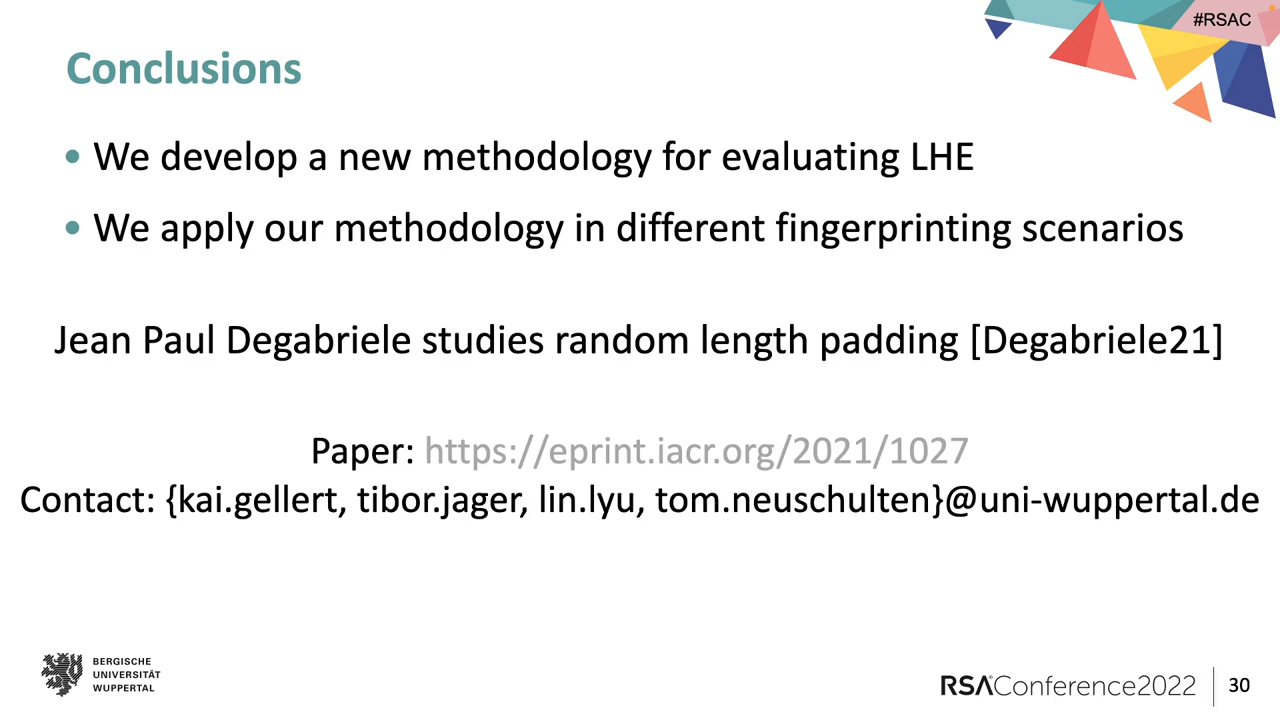 #RSAC
Conclusions
• We develop a new methodology for evaluating LHE
• We apply our methodology in different fingerprinting scenarios
Jean Paul Degabriele studies random length padding [Degabriele21]
Paper: https://eprint.iacr.org/2021/1027
Contact: {kai.gellert, tibor.jager, lin.lyu, tom.neuschulten}@uni-wuppertal.de
BERGISCHE
UNIVERSITÄT
WUPPERTAL
RSAConference2022
30